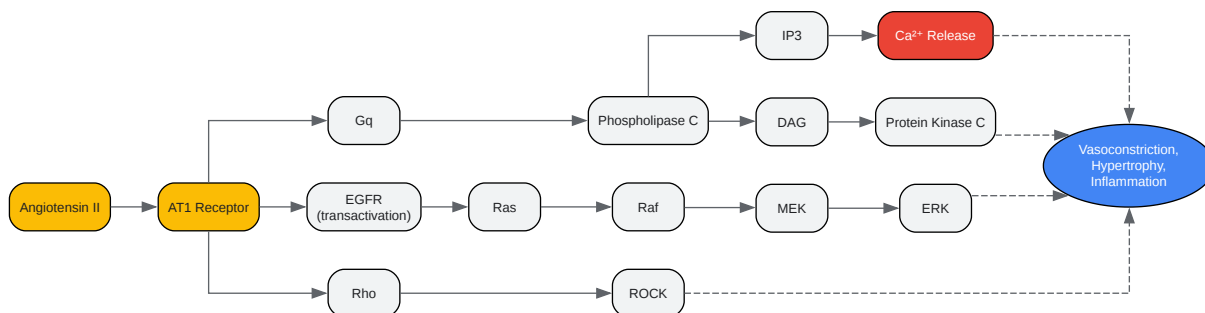 IP3
Ca²⁺ Release
Gq
Phospholipase C
DAG
Protein Kinase C
Vasoconstriction,
Hypertrophy,
Inflammation
Angiotensin II
AT1 Receptor
EGFR
(transactivation)
Ras
Raf
MEK
ERK
Rho
ROCK